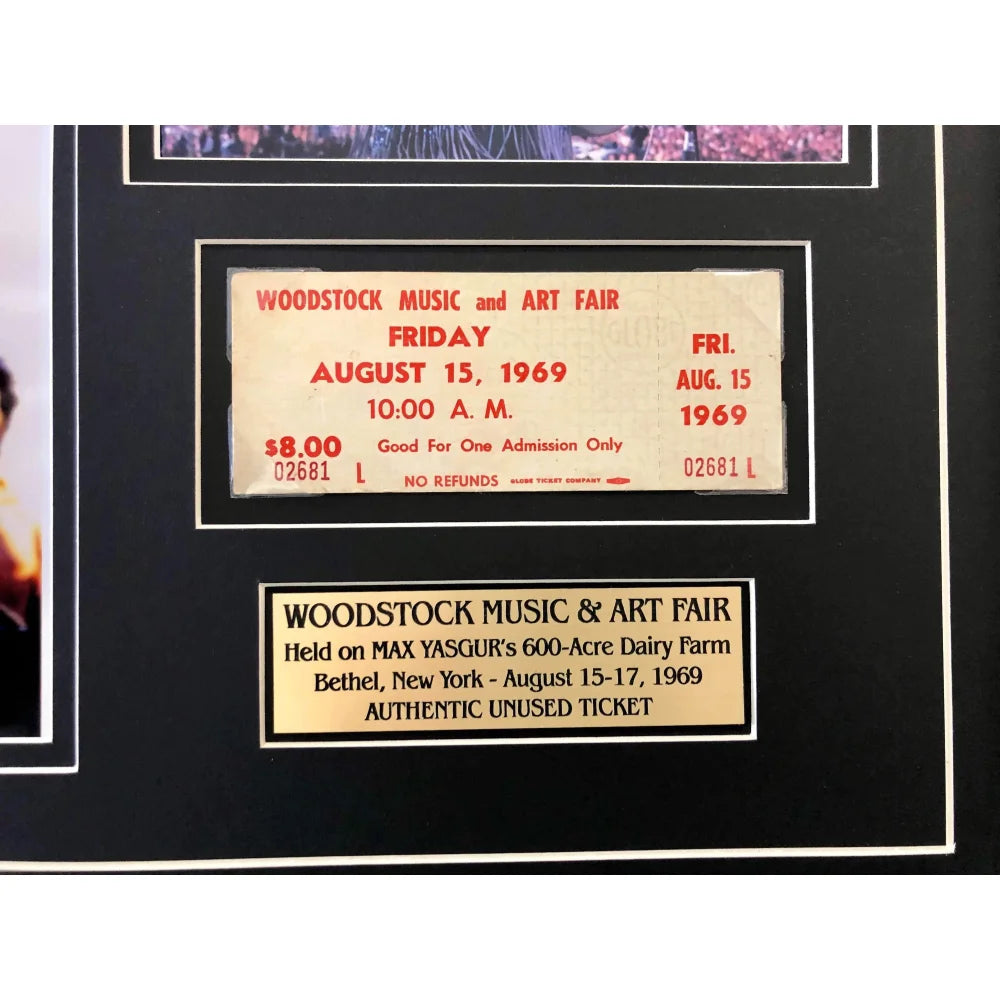 WOODSTOCK MUSIC and ART FAIR
FRIDAY
AUGUST 15, 1969
10:00 A. M.
$8.00 Good For One Admission Only
02681 L
NO REFUNDS GLOBE TICKET COMPANY
FRI.
AUG. 15
1969
02681 L
WOODSTOCK MUSIC & ART FAIR
Held on MAX YASGUR's 600-Acre Dairy Farm
Bethel, New York - August 15-17, 1969
AUTHENTIC UNUSED TICKET